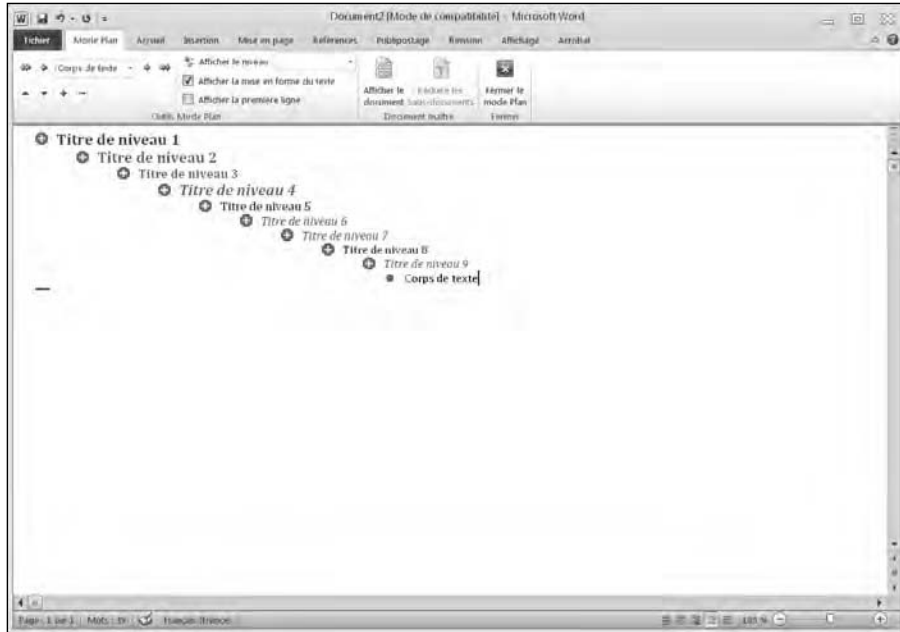 Document2 [Mode de compatibilité] - Microsoft Word
Fichier Mode Plan Accueil Insertion Mise en page Références Publipostage Révision Affichage Acrobat
Corps de texte
Afficher le niveau
Afficher la mise en forme du texte
Afficher la première ligne
Afficher le document
Réduire les sous-documents
Fermer le mode Plan
Outils Mode Plan Document maître Fermer
Titre de niveau 1
Titre de niveau 2
Titre de niveau 3
Titre de niveau 4
Titre de niveau 5
Titre de niveau 6
Titre de niveau 7
Titre de niveau 8
Titre de niveau 9
Corps de texte
Page : 1 sur 1 Mots : Français (France) 103 %